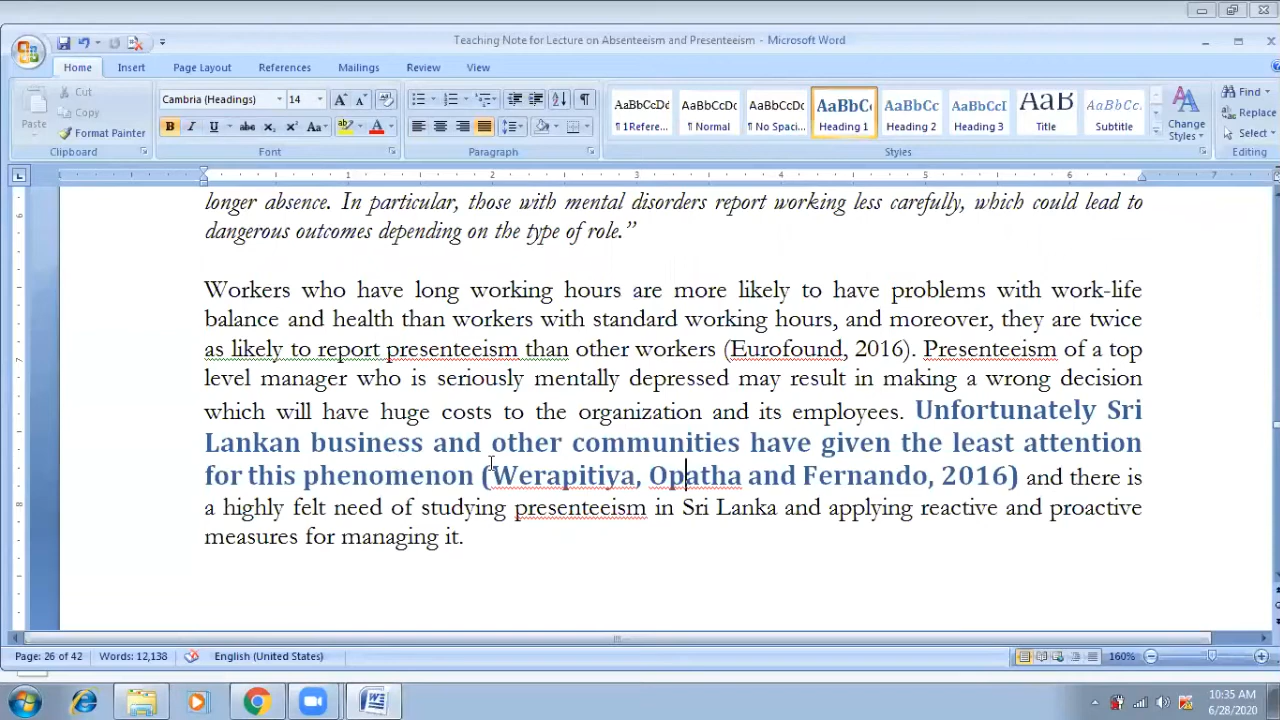 Teaching Note for Lecture on Absenteeism and Presenteeism - Microsoft Word
Home Insert Page Layout References Mailings Review View
Cut
Copy
Format Painter
Paste
Clipboard
Cambria (Headings) 14
Font
Paragraph
AaBbCcDd AaBbCcDc AaBbCcDc AaBbC AaBbCc AaBbCcI AaB AaBbCc.
¶ 1Refere... ¶ Normal ¶ No Spaci... Heading 1 Heading 2 Heading 3 Title Subtitle
Change Styles
Styles
Find
Replace
Select
Editing
1 2 3 4 5 6 7
longer absence. In particular, those with mental disorders report working less carefully, which could lead to
dangerous outcomes depending on the type of role.”
Workers who have long working hours are more likely to have problems with work-life
balance and health than workers with standard working hours, and moreover, they are twice
as likely to report presenteeism than other workers (Eurofound, 2016). Presenteeism of a top
level manager who is seriously mentally depressed may result in making a wrong decision
which will have huge costs to the organization and its employees. Unfortunately Sri
Lankan business and other communities have given the least attention
for this phenomenon (Werapitiya, Opatha and Fernando, 2016) and there is
a highly felt need of studying presenteeism in Sri Lanka and applying reactive and proactive
measures for managing it.
Page: 26 of 42 Words: 12,138 English (United States) 160%
10:35 AM
6/28/2020